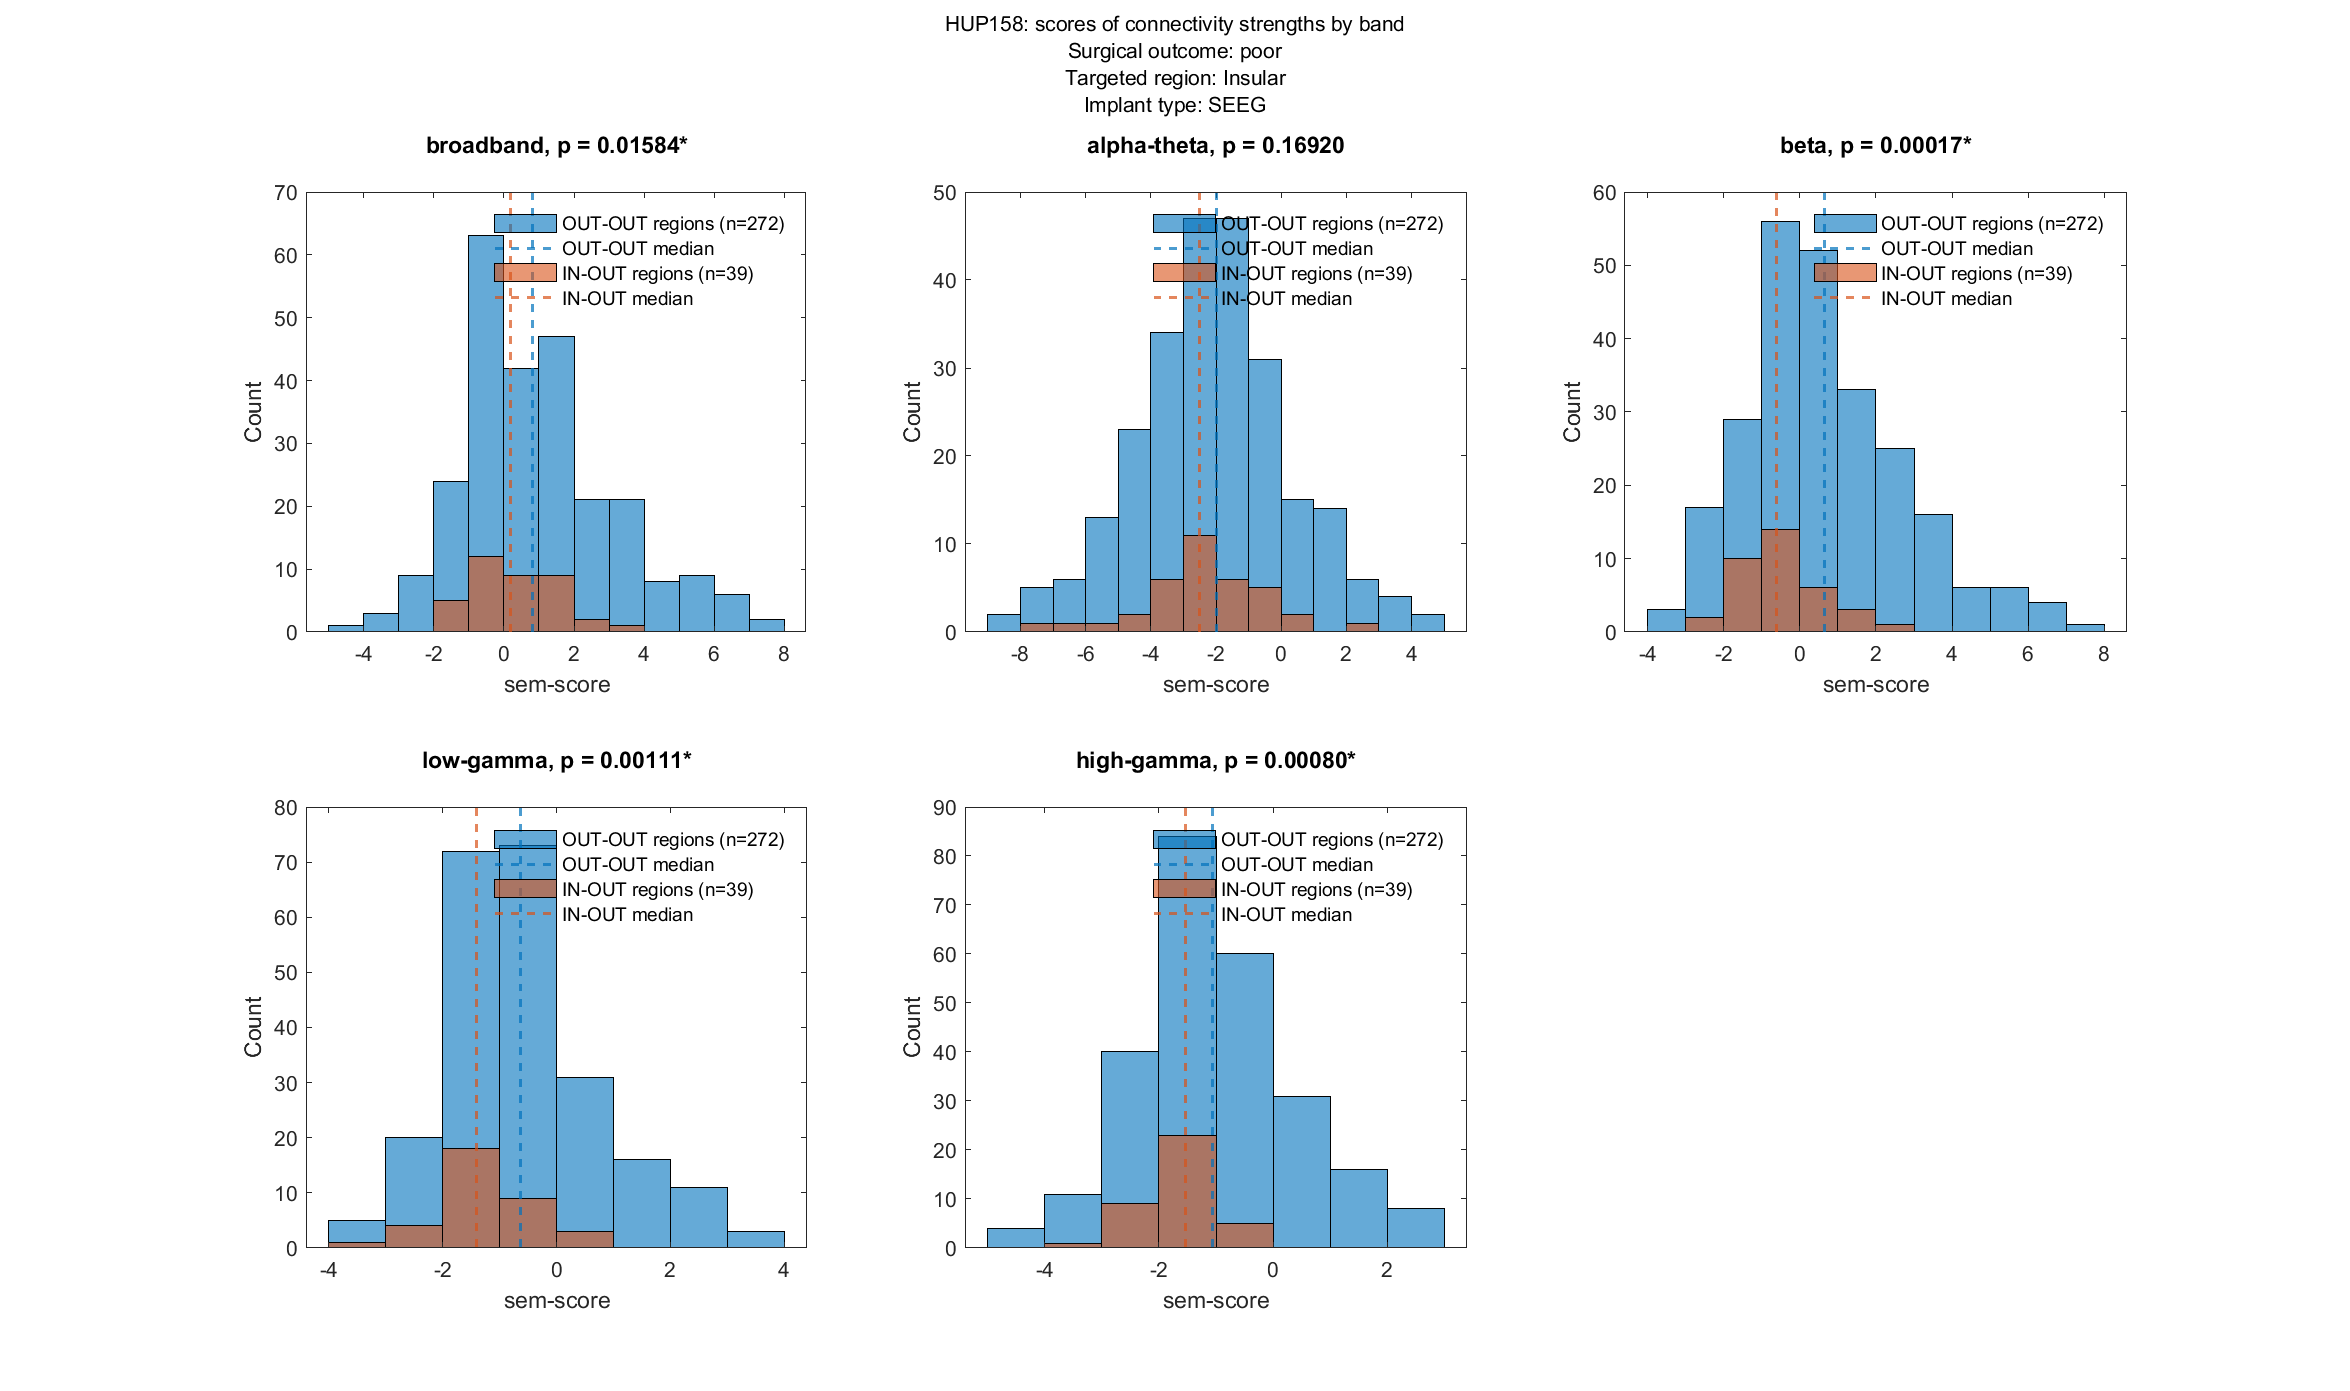 HUP158: scores of connectivity strengths by band
Surgical outcome: poor
Targeted region: Insular
Implant type: SEEG
broadband, p = 0.01584*
70
60
50
40
30
20
10
0
Count
OUT-OUT regions (n=272)
OUT-OUT median
IN-OUT regions (n=39)
IN-OUT median
-4 -2 0 2 4 6 8
sem-score
alpha-theta, p = 0.16920
50
40
30
20
10
0
Count
OUT-OUT regions (n=272)
OUT-OUT median
IN-OUT regions (n=39)
IN-OUT median
-8 -6 -4 -2 0 2 4
sem-score
beta, p = 0.00017*
60
50
40
30
20
10
0
Count
OUT-OUT regions (n=272)
OUT-OUT median
IN-OUT regions (n=39)
IN-OUT median
-4 -2 0 2 4 6 8
sem-score
low-gamma, p = 0.00111*
80
70
60
50
40
30
20
10
0
Count
OUT-OUT regions (n=272)
OUT-OUT median
IN-OUT regions (n=39)
IN-OUT median
-4 -2 0 2 4
sem-score
high-gamma, p = 0.00080*
90
80
70
60
50
40
30
20
10
0
Count
OUT-OUT regions (n=272)
OUT-OUT median
IN-OUT regions (n=39)
IN-OUT median
-4 -2 0 2
sem-score